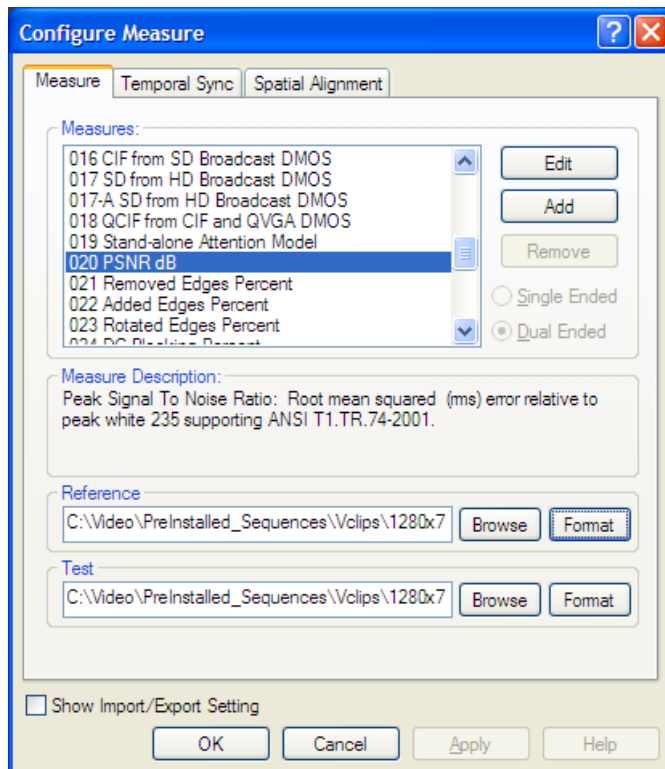 Configure Measure
Measure
Temporal Sync
Spatial Alignment
Measures:
016 CIF from SD Broadcast DMOS
017 SD from HD Broadcast DMOS
017-A SD from HD Broadcast DMOS
018 QCIF from CIF and QVGA DMOS
019 Stand-alone Attention Model
020 PSNR dB
021 Removed Edges Percent
022 Added Edges Percent
023 Rotated Edges Percent
024 DC Blocking Percent
Edit
Add
Remove
Single Ended
Dual Ended
Measure Description:
Peak Signal To Noise Ratio: Root mean squared (rms) error relative to
peak white 235 supporting ANSI T1.TR.74-2001.
Reference
C:\Video\PreInstalled_Sequences\Vclips\1280x7
Browse
Format
Test
C:\Video\PreInstalled_Sequences\Vclips\1280x7
Browse
Format
Show Import/Export Setting
OK
Cancel
Apply
Help